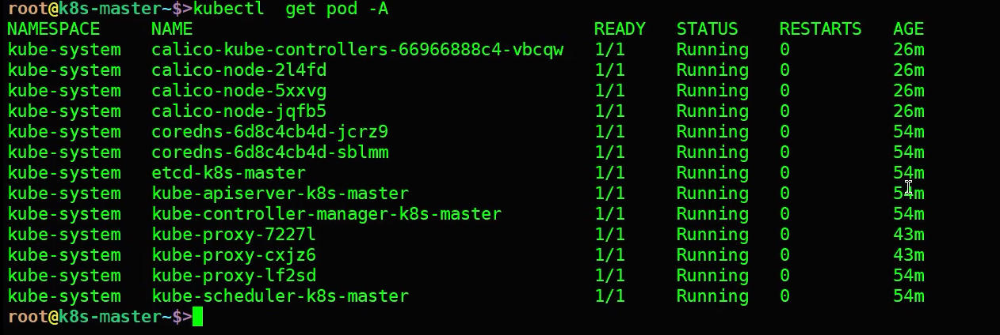 root@k8s-master~$>kubectl  get pod -A
NAMESPACE     NAME                                       READY   STATUS    RESTARTS   AGE
kube-system   calico-kube-controllers-66966888c4-vbcqw   1/1     Running   0          26m
kube-system   calico-node-2l4fd                          1/1     Running   0          26m
kube-system   calico-node-5xxvg                          1/1     Running   0          26m
kube-system   calico-node-jqfb5                          1/1     Running   0          26m
kube-system   coredns-6d8c4cb4d-jcrz9                    1/1     Running   0          54m
kube-system   coredns-6d8c4cb4d-sblmm                    1/1     Running   0          54m
kube-system   etcd-k8s-master                            1/1     Running   0          54m
kube-system   kube-apiserver-k8s-master                  1/1     Running   0          54m
kube-system   kube-controller-manager-k8s-master         1/1     Running   0          54m
kube-system   kube-proxy-7227l                           1/1     Running   0          43m
kube-system   kube-proxy-cxjz6                           1/1     Running   0          43m
kube-system   kube-proxy-lf2sd                           1/1     Running   0          54m
kube-system   kube-scheduler-k8s-master                  1/1     Running   0          54m
root@k8s-master~$>